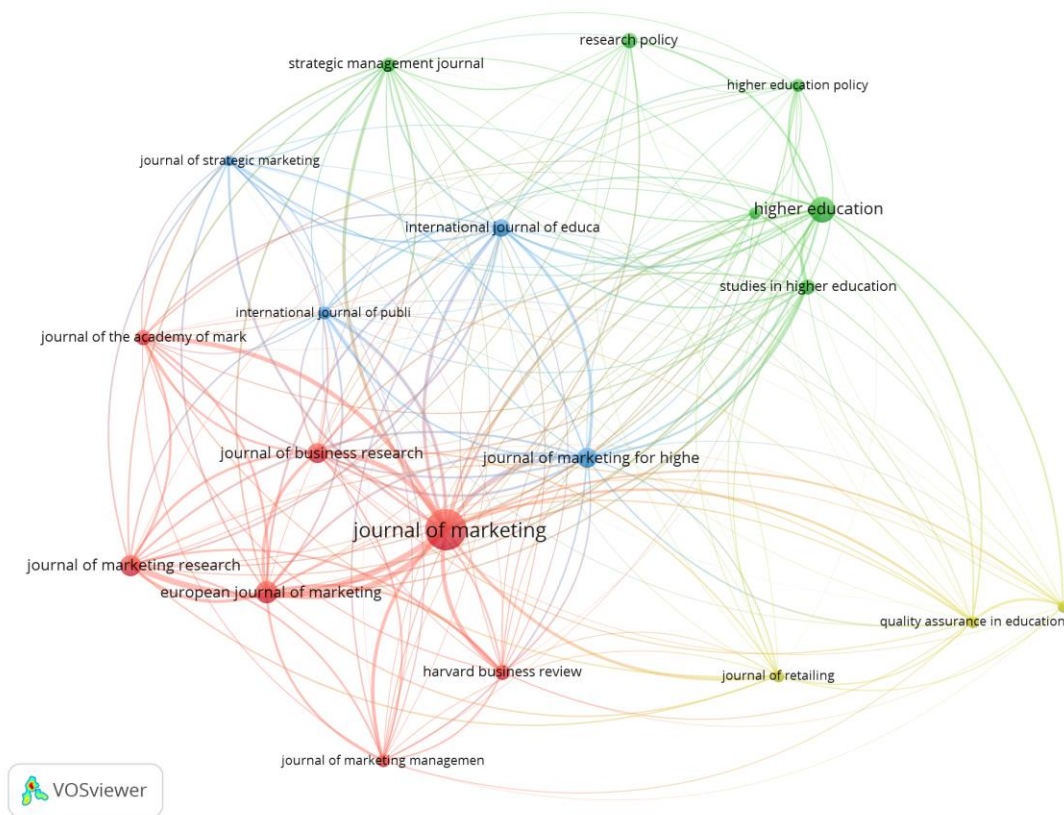 research policy
strategic management journal
higher education policy
journal of strategic marketing
higher education
international journal of educa
studies in higher education
international journal of publi
journal of the academy of mark
journal of business research
journal of marketing for highe
journal of marketing
journal of marketing research
european journal of marketing
quality assurance in education
harvard business review
journal of retailing
journal of marketing managemen
VOSviewer